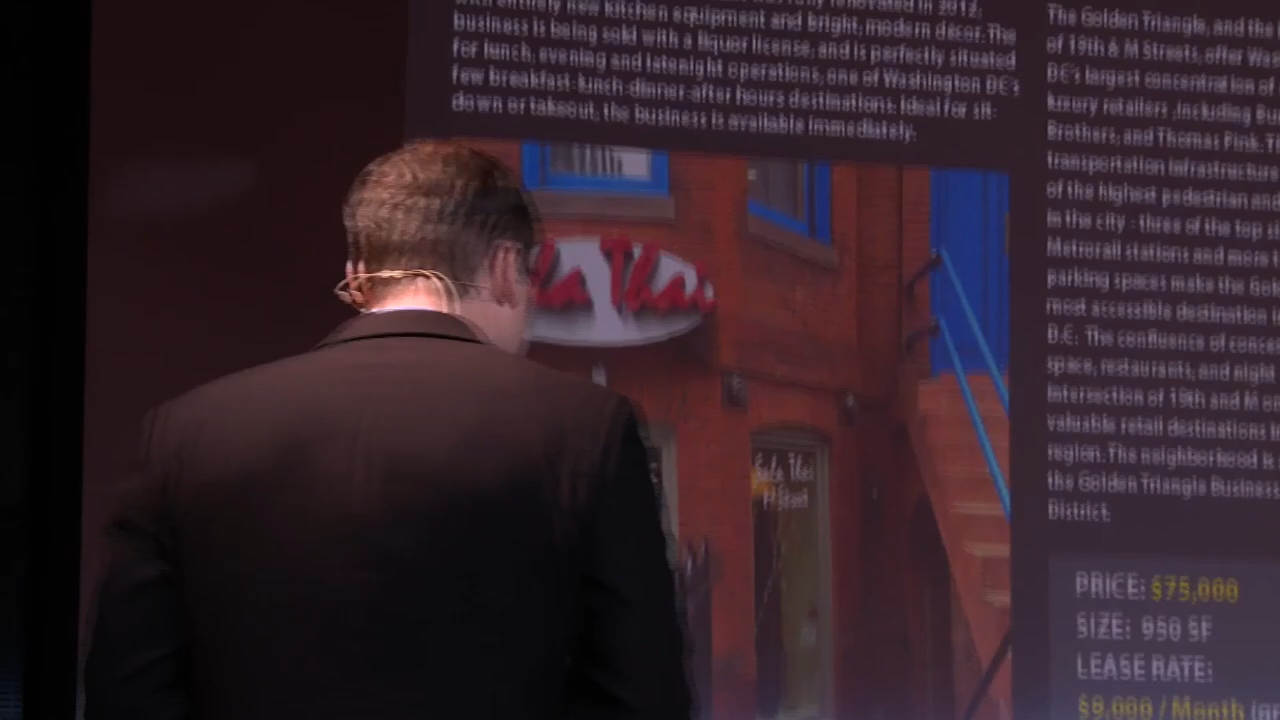 with entirely new kitchen equipment and bright, modern decor. The
business is being sold with a liquor license, and is perfectly situated
for lunch, evening and latenight operations, one of Washington DC's
few breakfast-lunch-dinner-after hours destinations. Ideal for sit-
down or takeout, the business is available immediately.
la Thai
Sala Thai
The Golden Triangle, and the
of 19th & M Streets, offer
DC's largest concentration of
luxury retailers ,including
Brothers, and Thomas Pink.
transportation infrastructure
of the highest pedestrian and
in the city - three of the top
Metrorail stations and more
parking spaces make the
most accessible destination
D.C. The confluence of
space, restaurants, and night
intersection of 19th and M
valuable retail destinations
region. The neighborhood is
the Golden Triangle Business
District.
PRICE: $75,000
SIZE: 950 SF
LEASE RATE:
$9,000 / Month